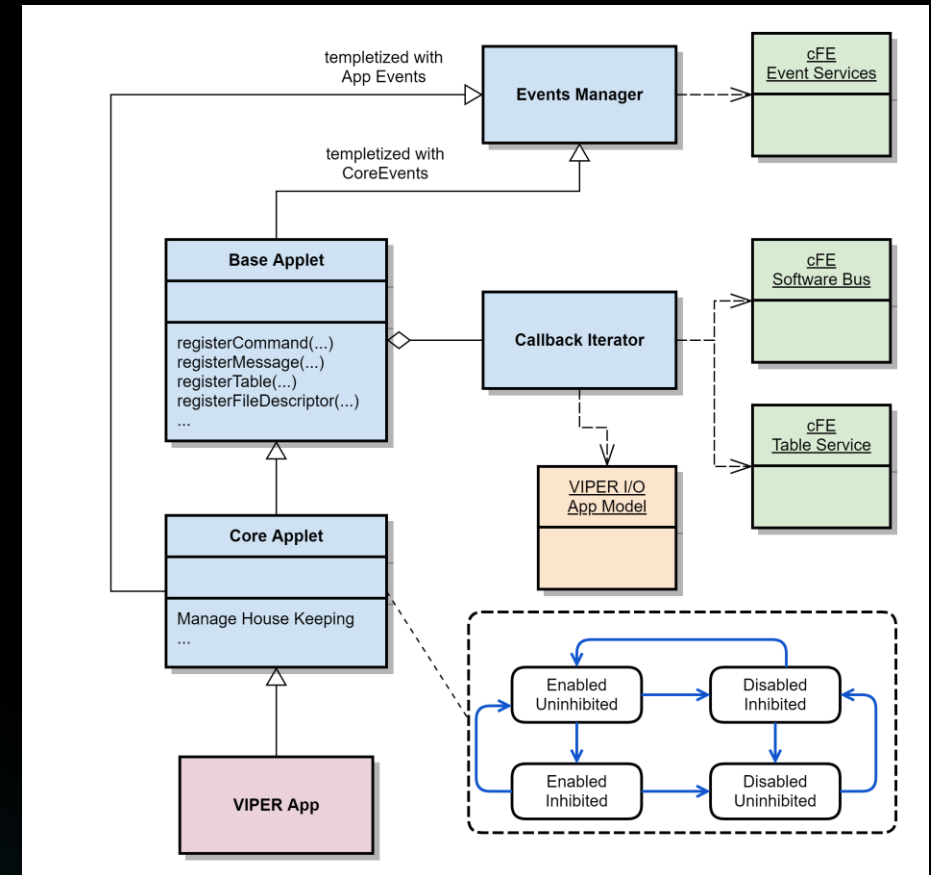 templetized with
App Events
Events Manager
cFE
Event Services
templetized with
CoreEvents
Base Applet
registerCommand(...)
registerMessage(...)
registerTable(...)
registerFileDescriptor(...)
...
Callback Iterator
cFE
Software Bus
cFE
Table Service
VIPER I/O
App Model
Core Applet
Manage House Keeping
...
Enabled
Uninhibited
Disabled
Inhibited
Enabled
Inhibited
Disabled
Uninhibited
VIPER App